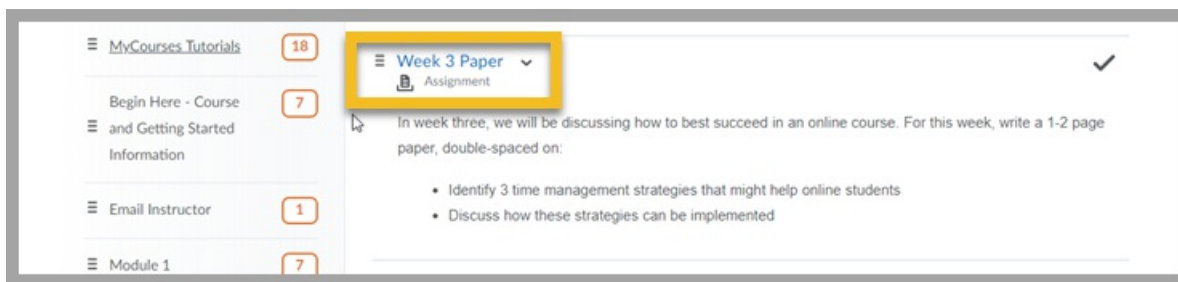 MyCourses Tutorials 18
Begin Here - Course 7
and Getting Started
Information
Email Instructor 1
Module 1 7
Week 3 Paper
Assignment
In week three, we will be discussing how to best succeed in an online course. For this week, write a 1-2 page
paper, double-spaced on:
• Identify 3 time management strategies that might help online students
• Discuss how these strategies can be implemented